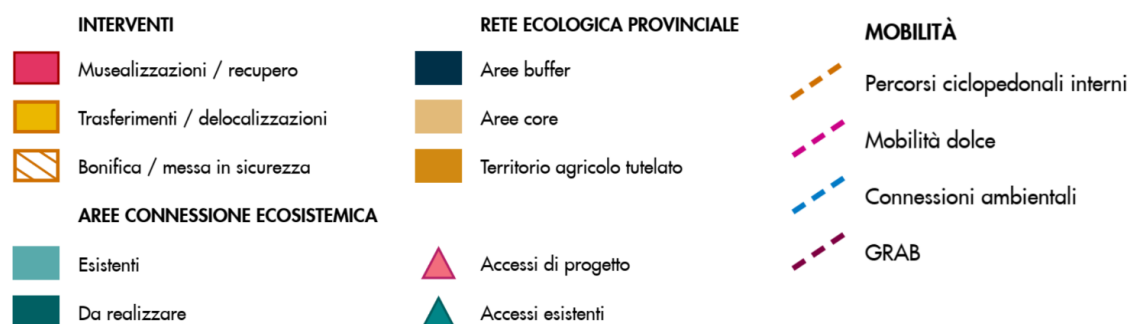 INTERVENTI
Musealizzazioni / recupero
Trasferimenti / delocalizzazioni
Bonifica / messa in sicurezza
AREE CONNESSIONE ECOSISTEMICA
Esistenti
Da realizzare
RETE ECOLOGICA PROVINCIALE
Aree buffer
Aree core
Territorio agricolo tutelato
Accessi di progetto
Accessi esistenti
MOBILITÀ
Percorsi ciclopedonali interni
Mobilità dolce
Connessioni ambientali
GRAB